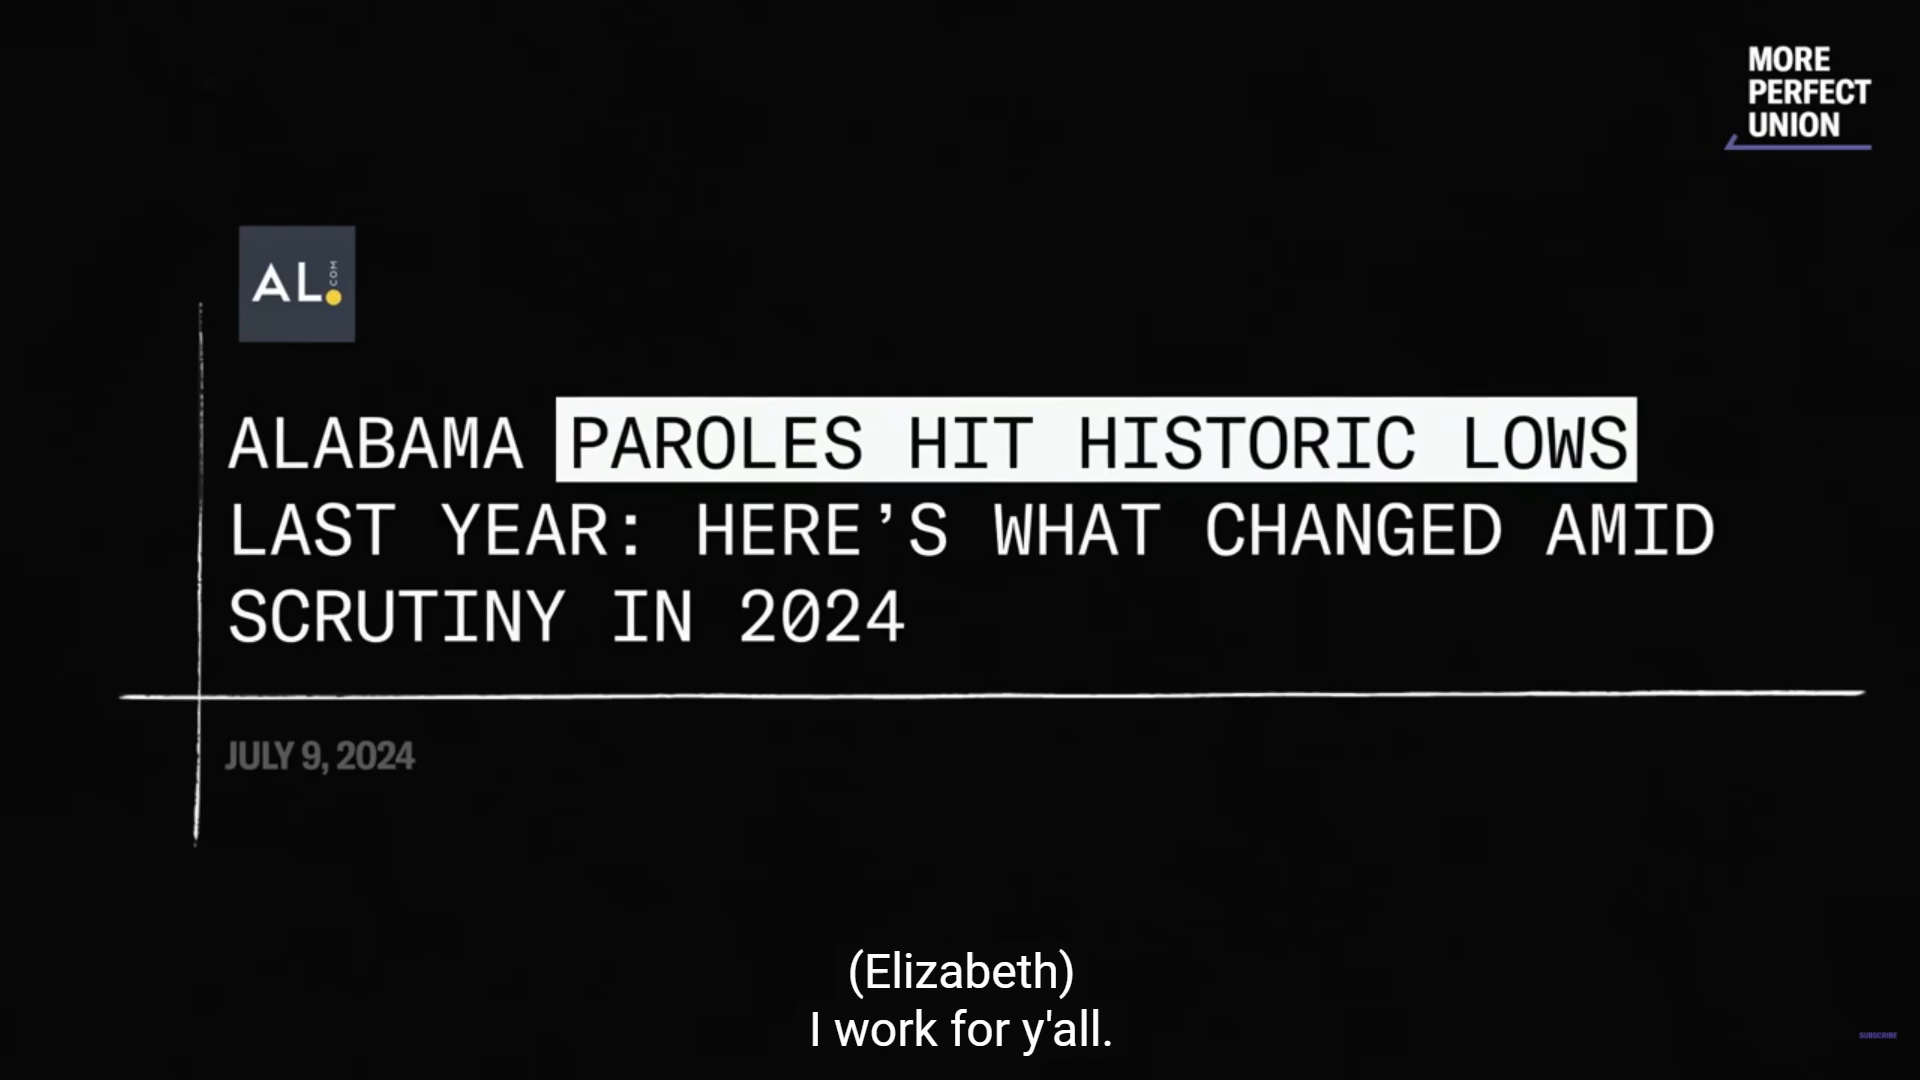 MORE
PERFECT
UNION
AL.COM
ALABAMA PAROLES HIT HISTORIC LOWS
LAST YEAR: HERE’S WHAT CHANGED AMID
SCRUTINY IN 2024
JULY 9, 2024
(Elizabeth)
I work for y'all.
SUBSCRIBE